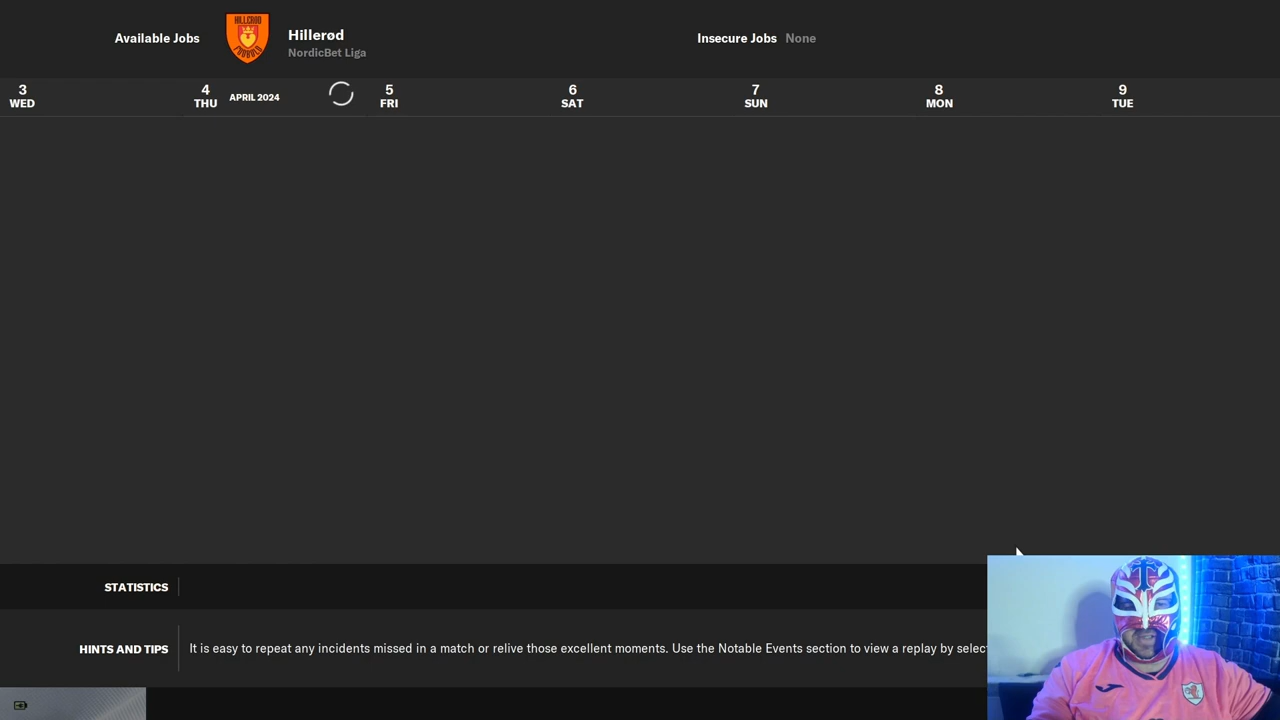 Available Jobs
HILLERØD
FODBOLD
Hillerød
NordicBet Liga
Insecure Jobs None
3
WED
4
THU
APRIL 2024
5
FRI
6
SAT
7
SUN
8
MON
9
TUE
STATISTICS
HINTS AND TIPS
It is easy to repeat any incidents missed in a match or relive those excellent moments. Use the Notable Events section to view a replay by select